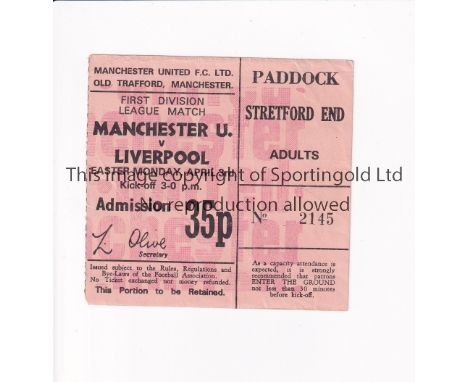 MANCHESTER UNITED F.C. LTD.
OLD TRAFFORD, MANCHESTER.
FIRST DIVISION
LEAGUE MATCH
MANCHESTER U.
v
LIVERPOOL
EASTER MONDAY, APRIL 3rd
Kick-off 3-0 p.m.
Admission 35p
L Olive
Secretary
Issued subject to the Rules, Regulations and
Bye-Laws of the Football Association.
No Ticket exchanged nor money refunded.
This Portion to be Retained.
PADDOCK
STRETFORD END
ADULTS
No 2145
As a capacity attendance is
expected, it is strongly
recommended that patrons
ENTER THE GROUND
not less than 30 minutes
before kick-off.
This image copyright of Sportingold Ltd
No reproduction allowed